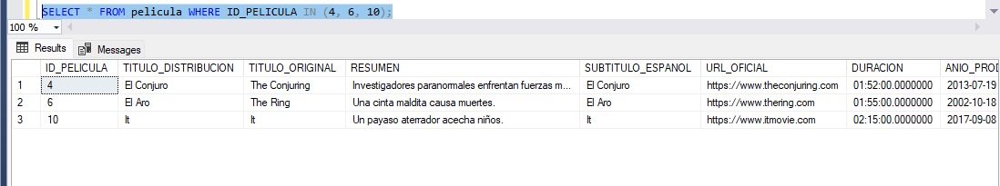 SELECT * FROM pelicula WHERE ID_PELICULA IN (4, 6, 10);
100 %
Results Messages
ID_PELICULA TITULO_DISTRIBUCION TITULO_ORIGINAL RESUMEN SUBTITULO_ESPANOL URL_OFICIAL DURACION ANIO_PROD
1 4 El Conjuro The Conjuring Investigadores paranormales enfrentan fuerzas m... El Conjuro https://www.theconjuring.com 01:52:00.0000000 2013-07-19
2 6 El Aro The Ring Una cinta maldita causa muertes. El Aro https://www.thering.com 01:55:00.0000000 2002-10-18
3 10 It It Un payaso aterrador acecha niños. It https://www.itmovie.com 02:15:00.0000000 2017-09-08